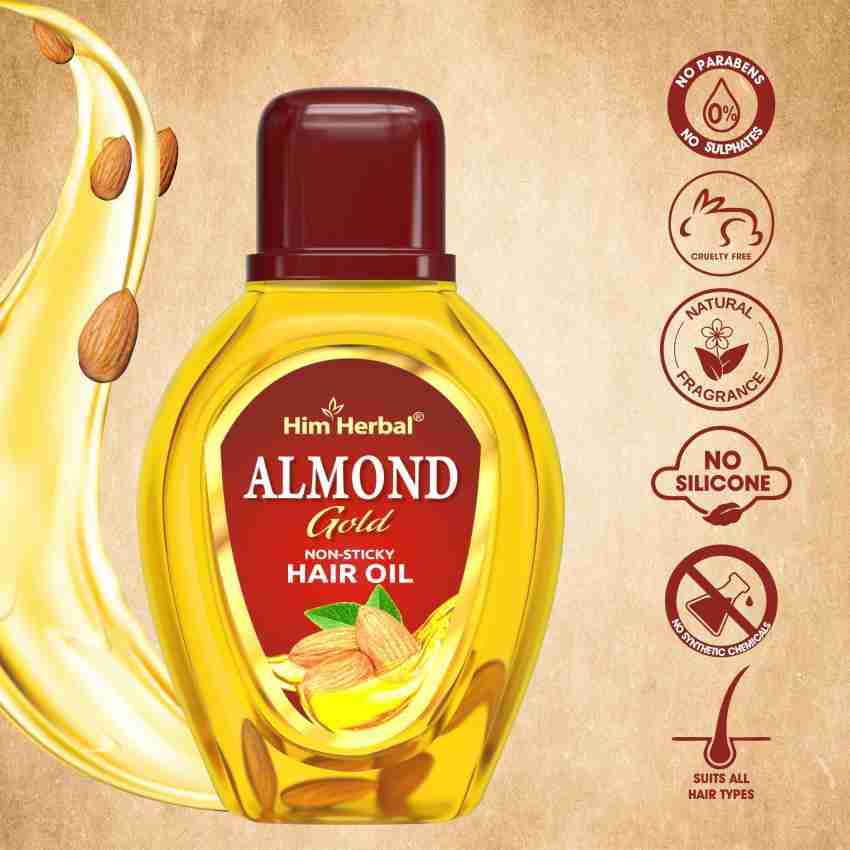 Him Herbal®
ALMOND
Gold
NON-STICKY
HAIR OIL
NO PARABENS
0%
NO SULPHATES
CRUELTY FREE
NATURAL
FRAGRANCE
NO
SILICONE
NO SYNTHETIC CHEMICALS
SUITS ALL
HAIR TYPES